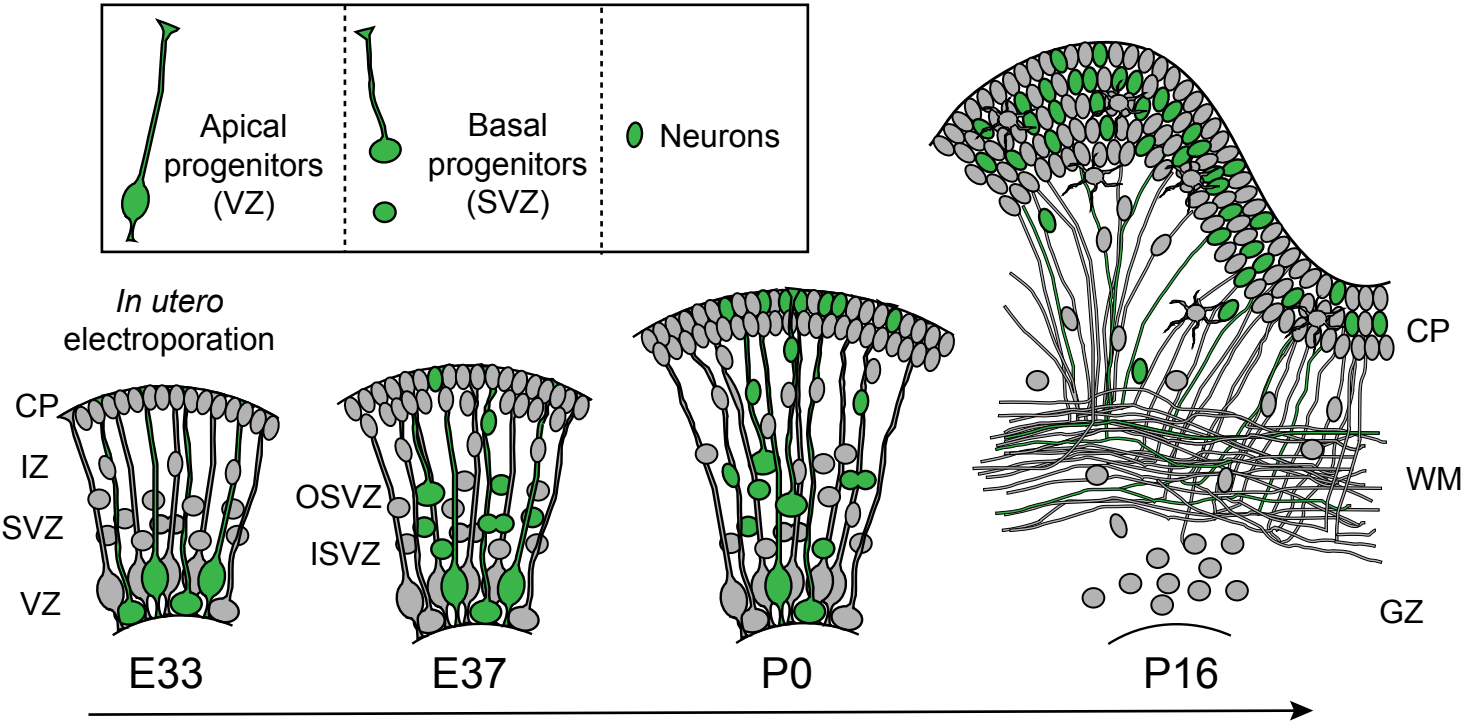 Apical
progenitors
(VZ)
Basal
progenitors
(SVZ)
Neurons
In utero
electroporation
CP
IZ
SVZ
VZ
OSVZ
ISVZ
CP
WM
GZ
E33
E37
P0
P16